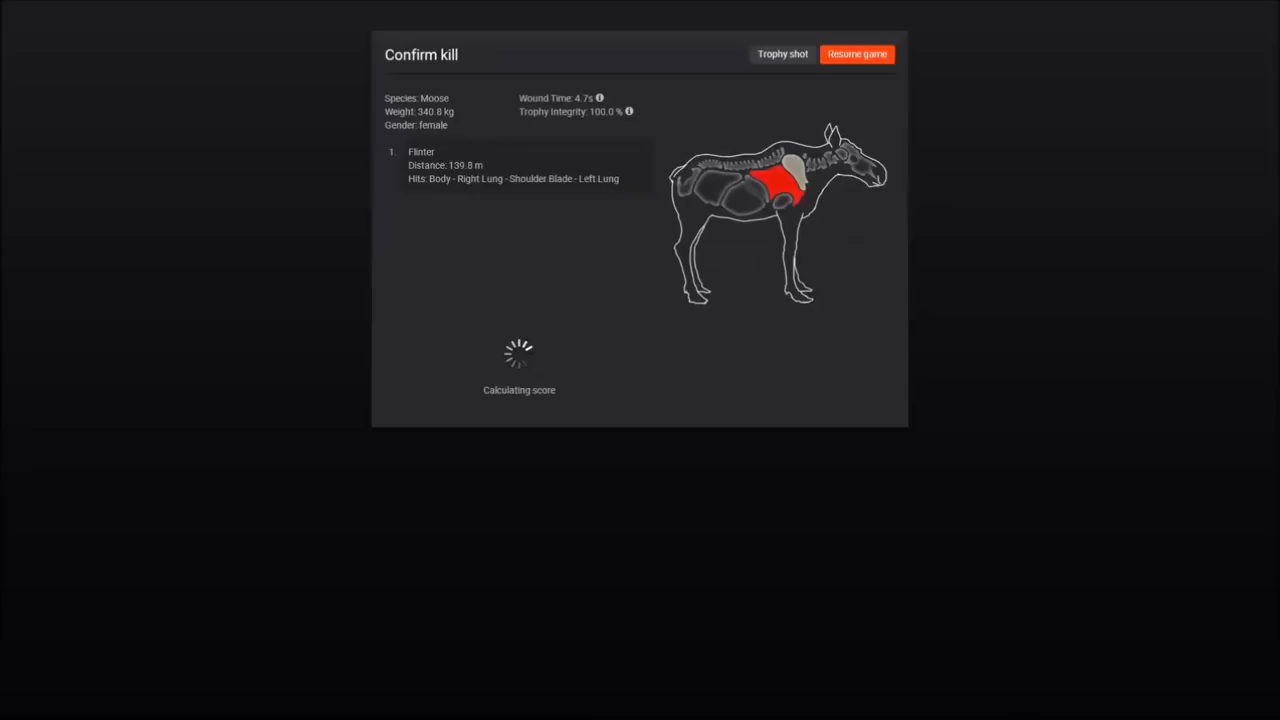 Confirm kill
Trophy shot
Resume game
Species: Moose
Weight: 340.8 kg
Gender: female
Wound Time: 4.7s
Trophy Integrity: 100.0 %
1. Flinter
Distance: 139.8 m
Hits: Body - Right Lung - Shoulder Blade - Left Lung
Calculating score